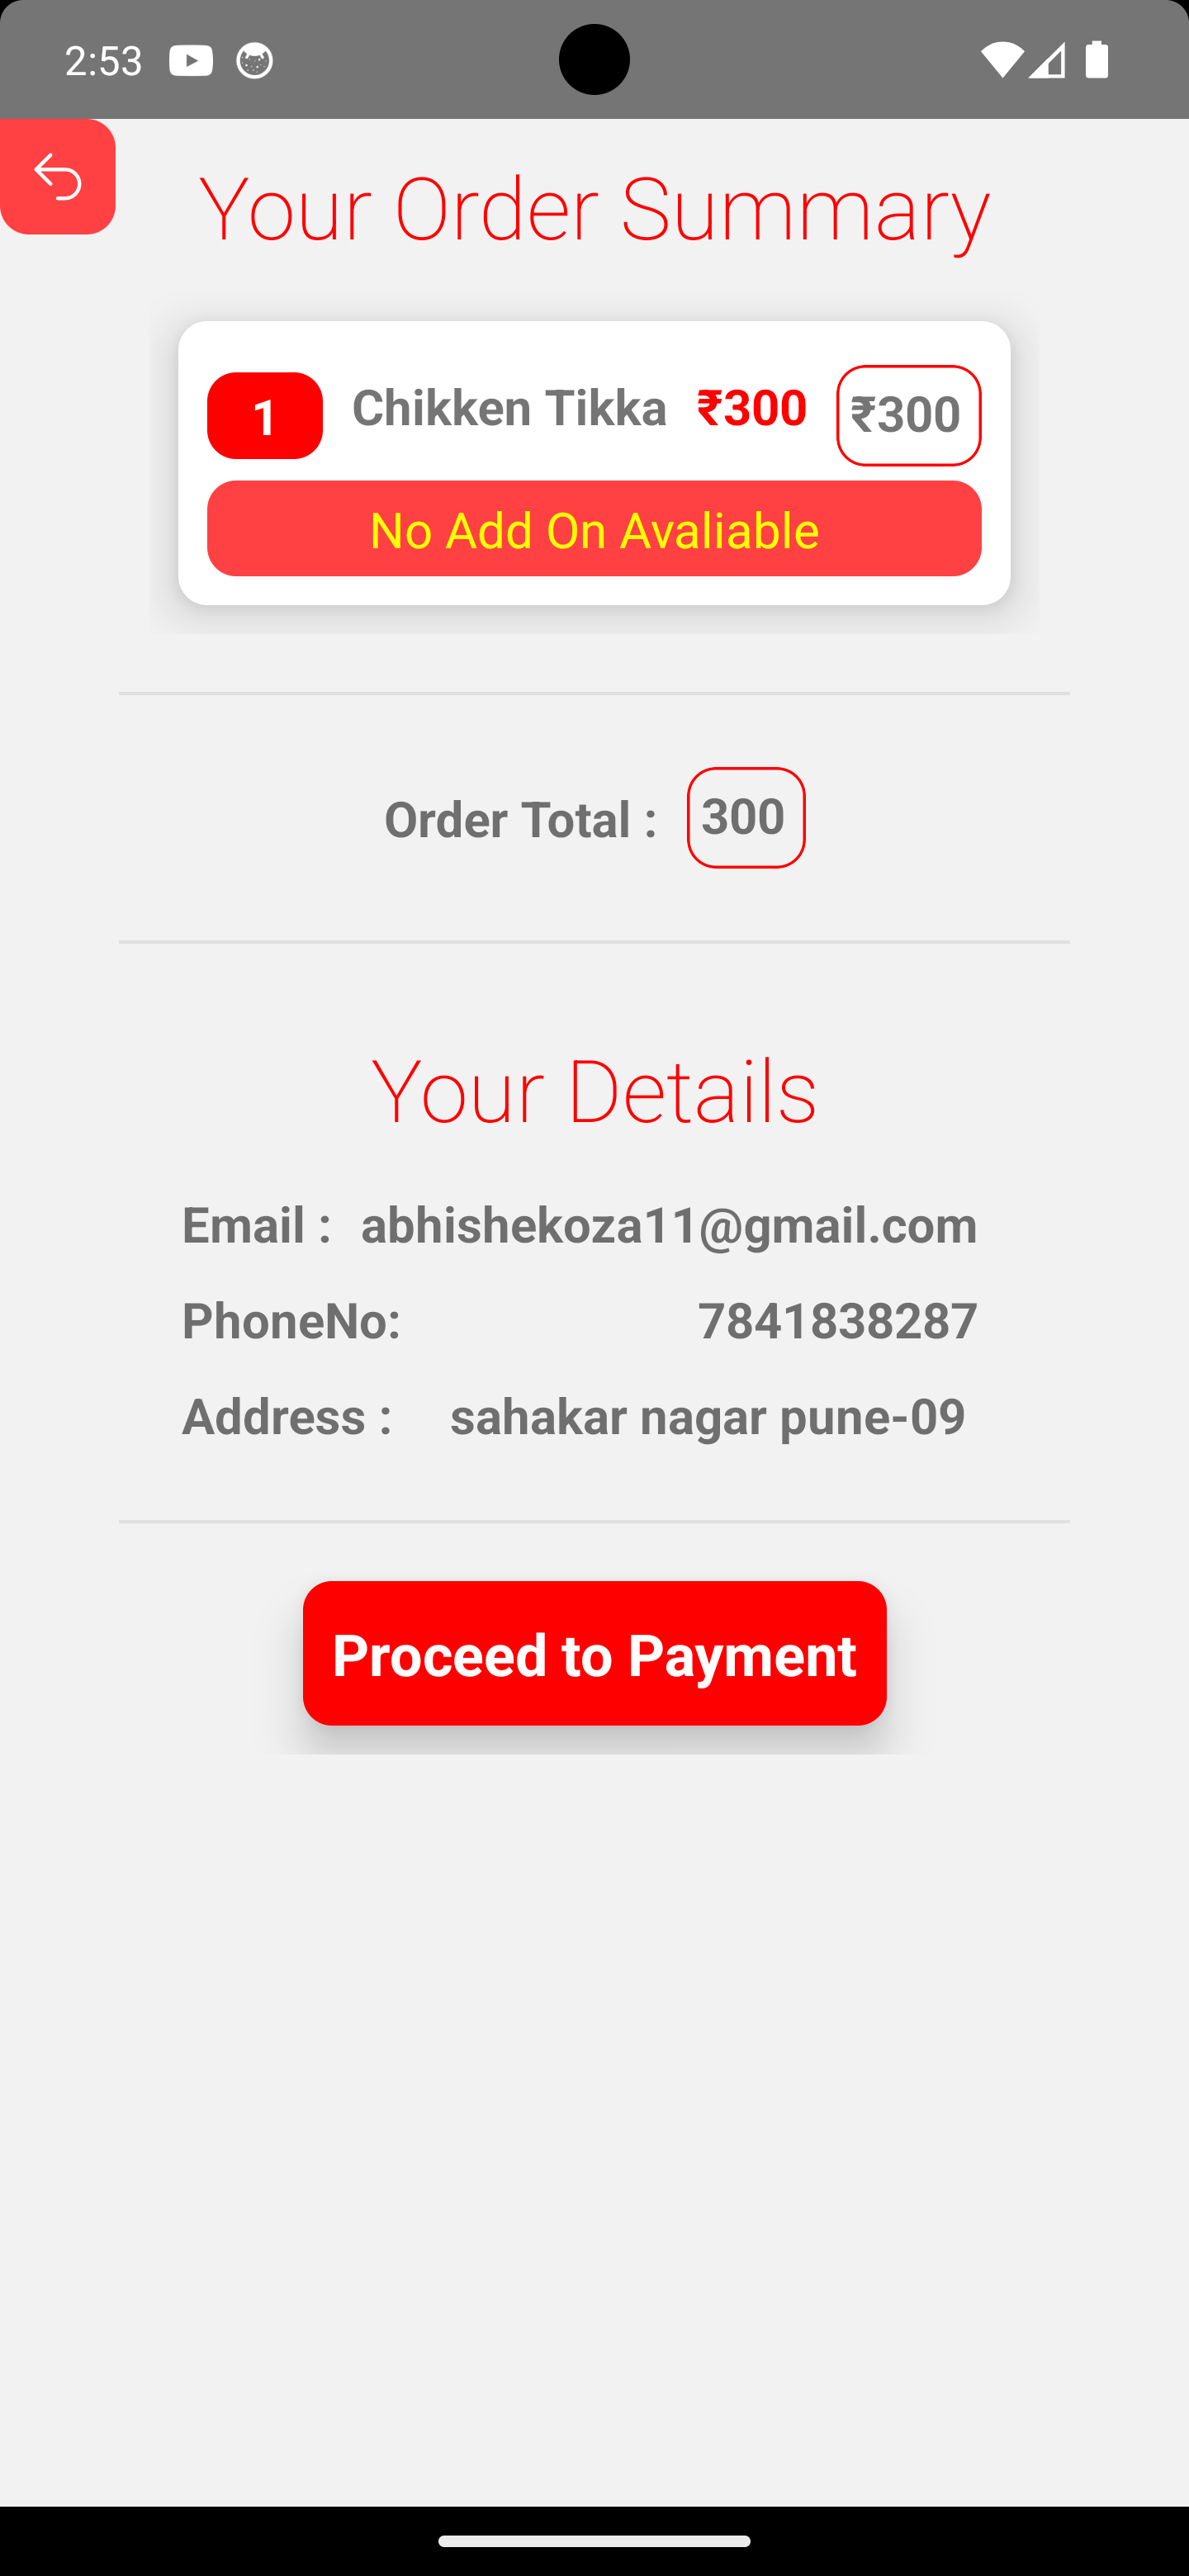 2:53
Your Order Summary
1 Chikken Tikka ₹300 ₹300
No Add On Avaliable
Order Total : 300
Your Details
Email : abhishekoza11@gmail.com
PhoneNo: 7841838287
Address : sahakar nagar pune-09
Proceed to Payment